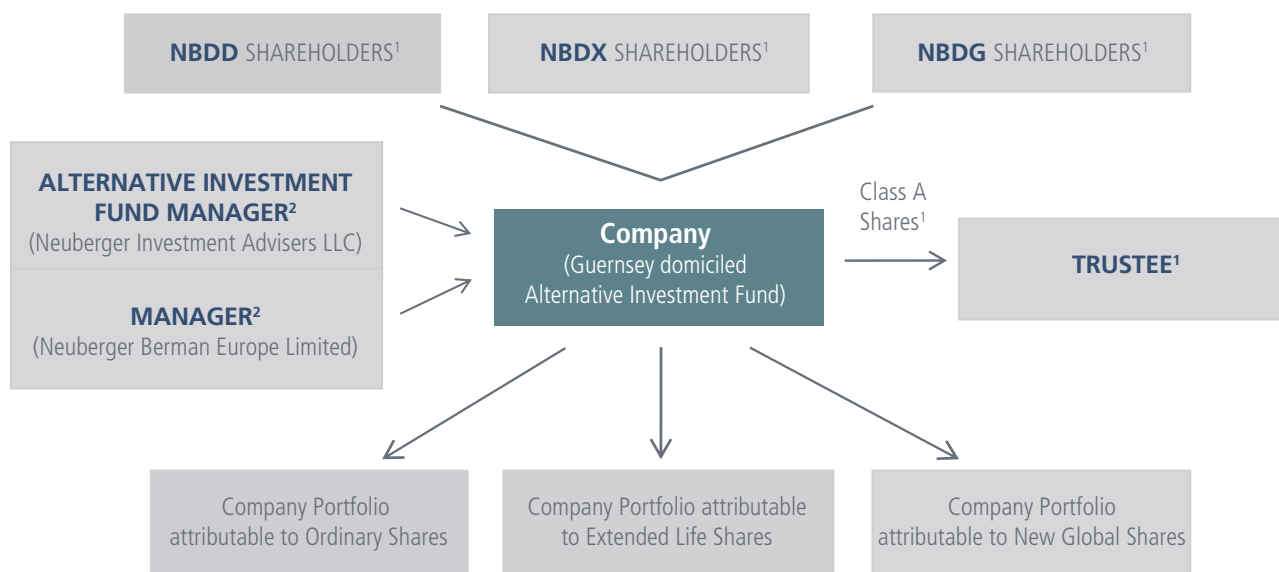 NBDD SHAREHOLDERS¹
NBDX SHAREHOLDERS¹
NBDG SHAREHOLDERS¹
ALTERNATIVE INVESTMENT
FUND MANAGER²
(Neuberger Investment Advisers LLC)
MANAGER²
(Neuberger Berman Europe Limited)
Company
(Guernsey domiciled
Alternative Investment Fund)
Class A
Shares¹
TRUSTEE¹
Company Portfolio
attributable to Ordinary Shares
Company Portfolio attributable
to Extended Life Shares
Company Portfolio
attributable to New Global Shares